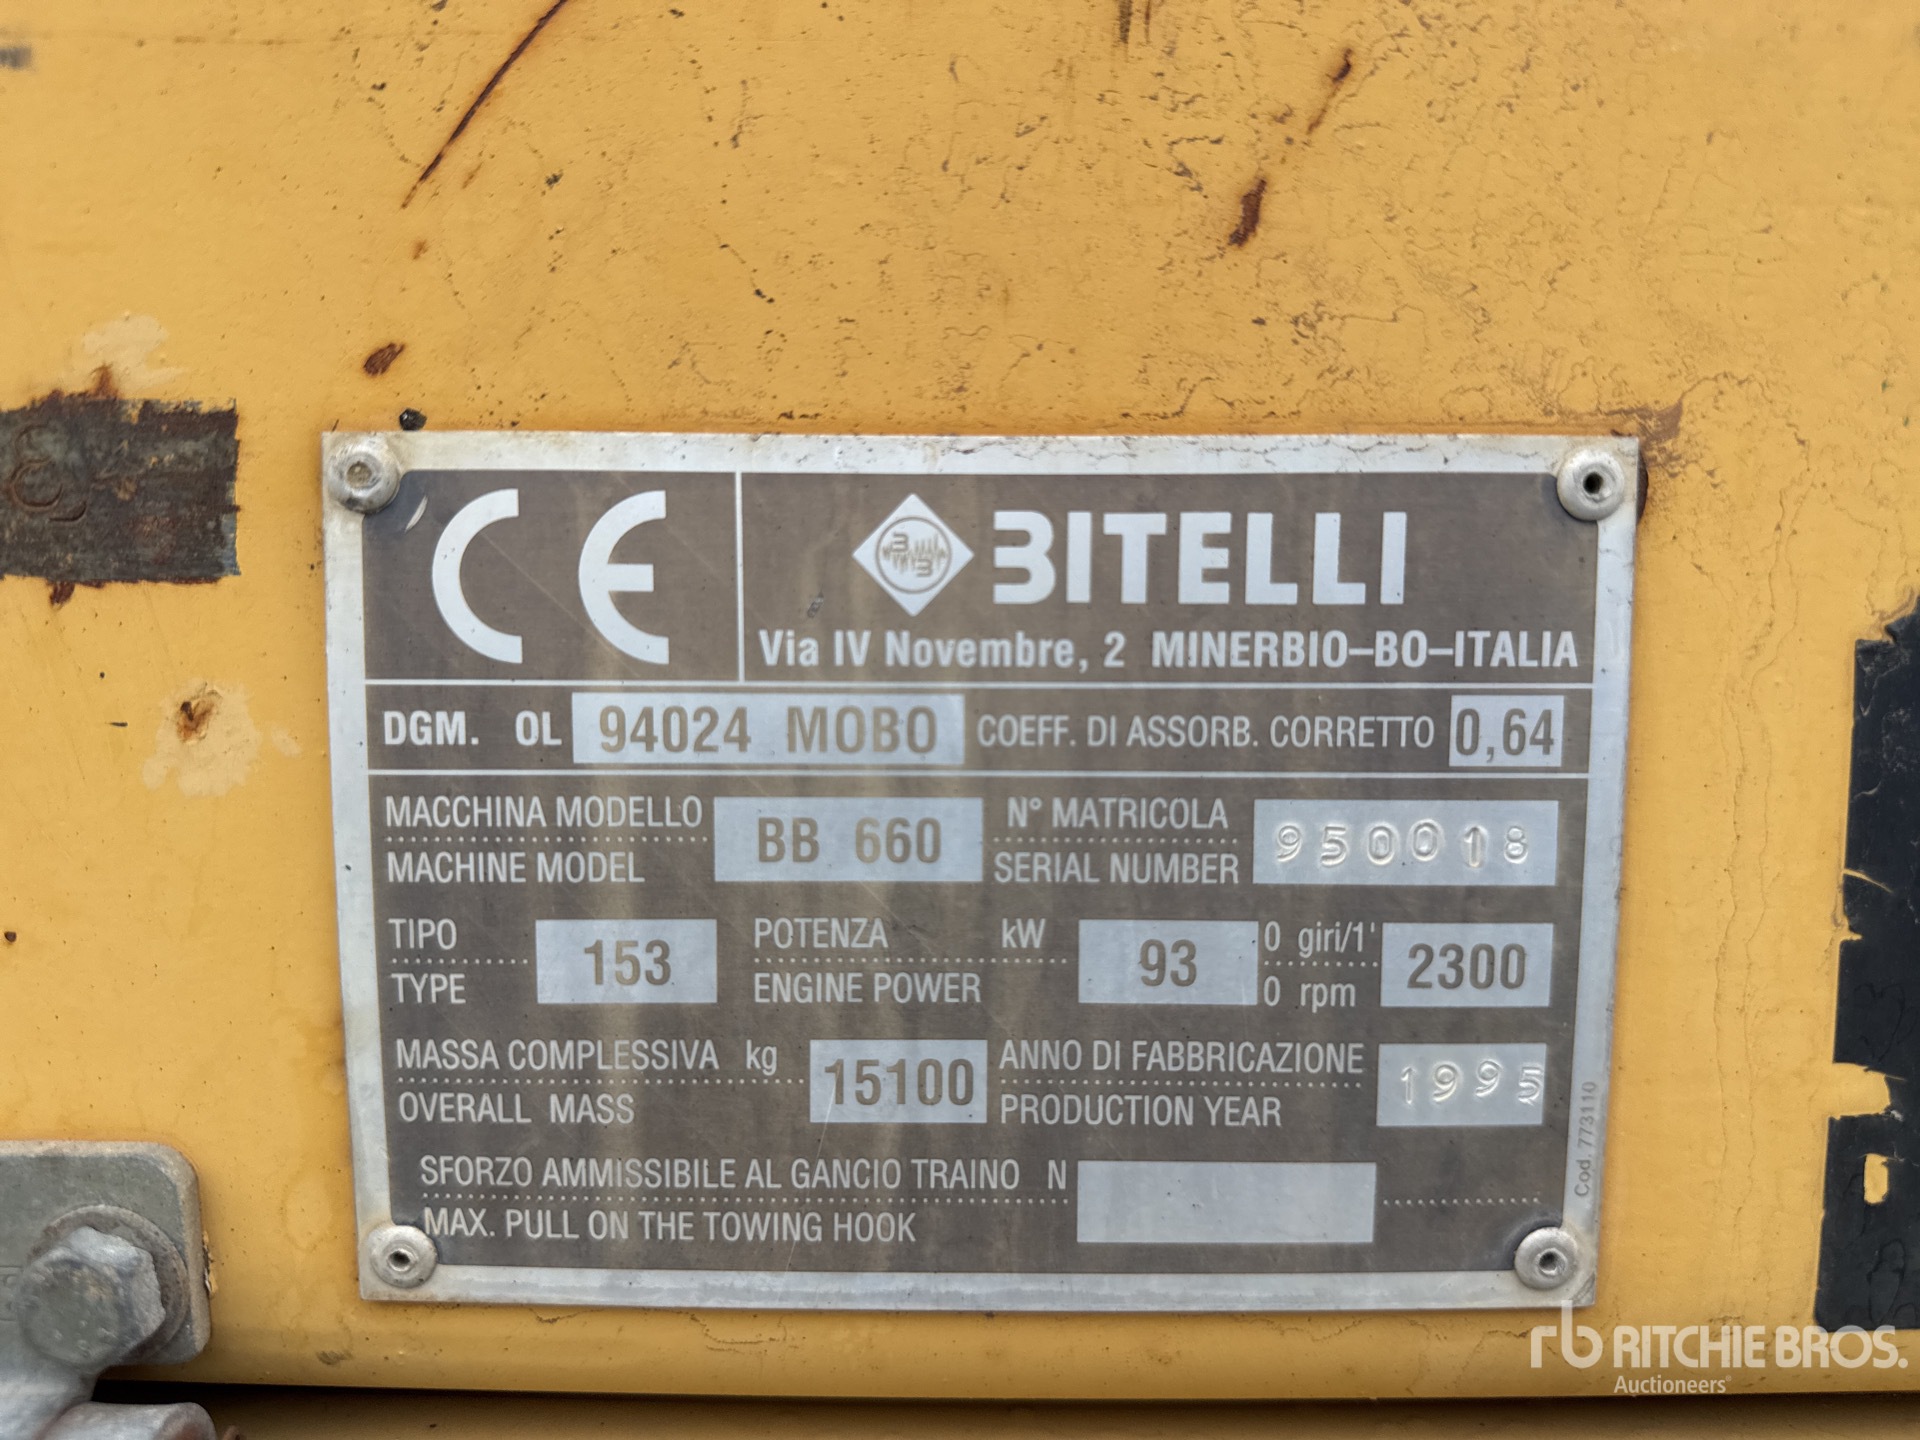 CE
BITELLI
Via IV Novembre, 2 MINERBIO-BO-ITALIA
DGM. OL 94024 MOBO COEFF. DI ASSORB. CORRETTO 0,64
MACCHINA MODELLO BB 660 N° MATRICOLA 950018
MACHINE MODEL SERIAL NUMBER
TIPO 153 POTENZA kW 93 0 giri/1' 2300
TYPE ENGINE POWER 0 rpm
MASSA COMPLESSIVA kg 15100 ANNO DI FABBRICAZIONE 1995
OVERALL MASS PRODUCTION YEAR
SFORZO AMMISSIBILE AL GANCIO TRAINO N
MAX. PULL ON THE TOWING HOOK
Cod. 773110
rb RITCHIE BROS.
Auctioneers